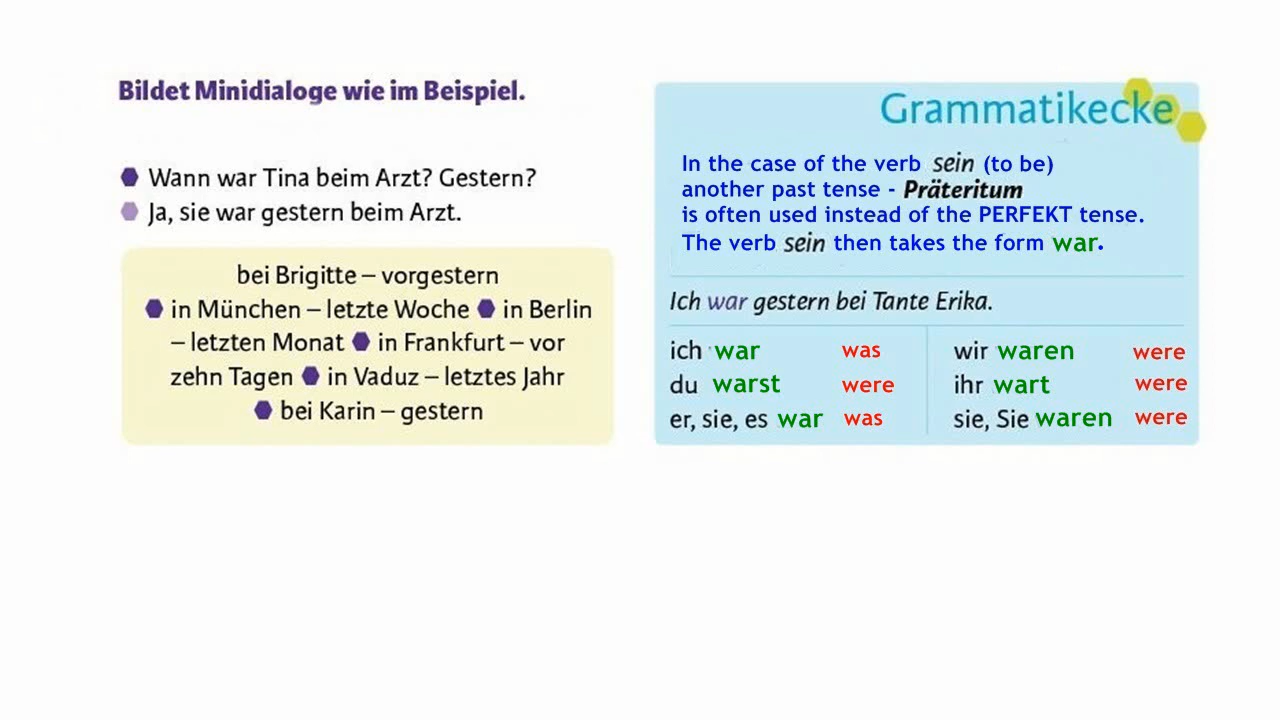 Bildet Minidialoge wie im Beispiel.
Wann war Tina beim Arzt? Gestern?
Ja, sie war gestern beim Arzt.
bei Brigitte – vorgestern
in München – letzte Woche in Berlin
– letzten Monat in Frankfurt – vor
zehn Tagen in Vaduz – letztes Jahr
bei Karin – gestern
Grammatikecke
In the case of the verb sein (to be)
another past tense - Präteritum
is often used instead of the PERFEKT tense.
The verb sein then takes the form war.
Ich war gestern bei Tante Erika.
ich war was wir waren were
du warst were ihr wart were
er, sie, es war was sie, Sie waren were